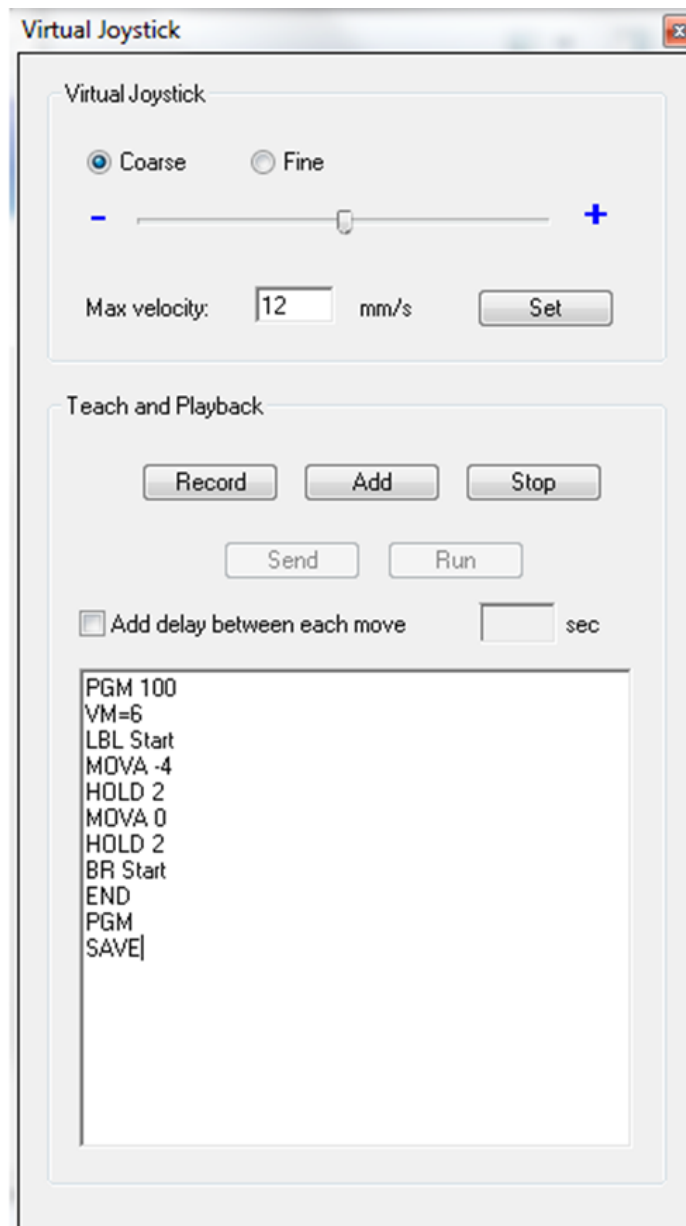 Virtual Joystick
Virtual Joystick
Coarse Fine
- +
Max velocity: 12 mm/s Set
Teach and Playback
Record Add Stop
Send Run
Add delay between each move sec
PGM 100
VM=6
LBL Start
MOVA -4
HOLD 2
MOVA 0
HOLD 2
BR Start
END
PGM
SAVE